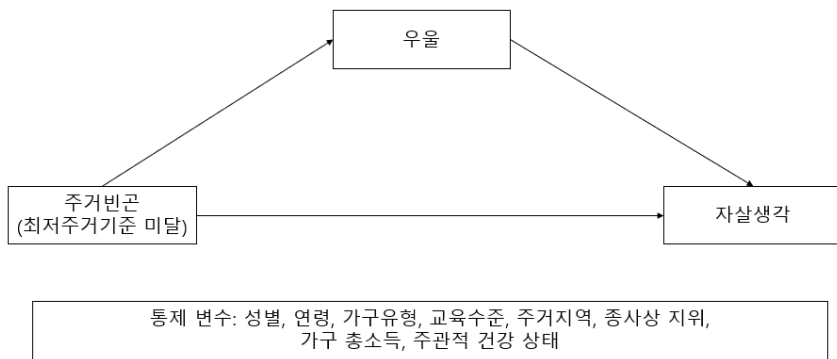 우울
주거빈곤
(최저주거기준 미달)
자살생각
통제 변수: 성별, 연령, 가구유형, 교육수준, 주거지역, 종사상 지위,
가구 총소득, 주관적 건강 상태